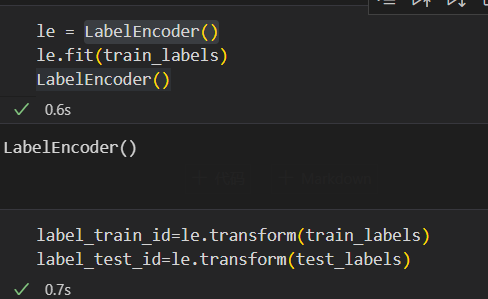 le = LabelEncoder()
le.fit(train_labels)
LabelEncoder()
0.6s
LabelEncoder()
+ Markdown
label_train_id=le.transform(train_labels)
label_test_id=le.transform(test_labels)
0.7s